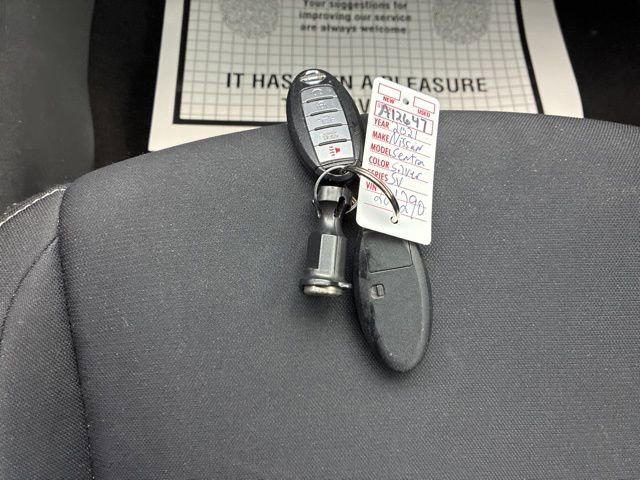 Your suggestions for
improving our service
are always welcome
IT HAS A PLEASURE
NEW USED
A12647
YEAR 2021
MAKE Nissan
MODEL Sentra
COLOR Silver
SERIES SV
VIN